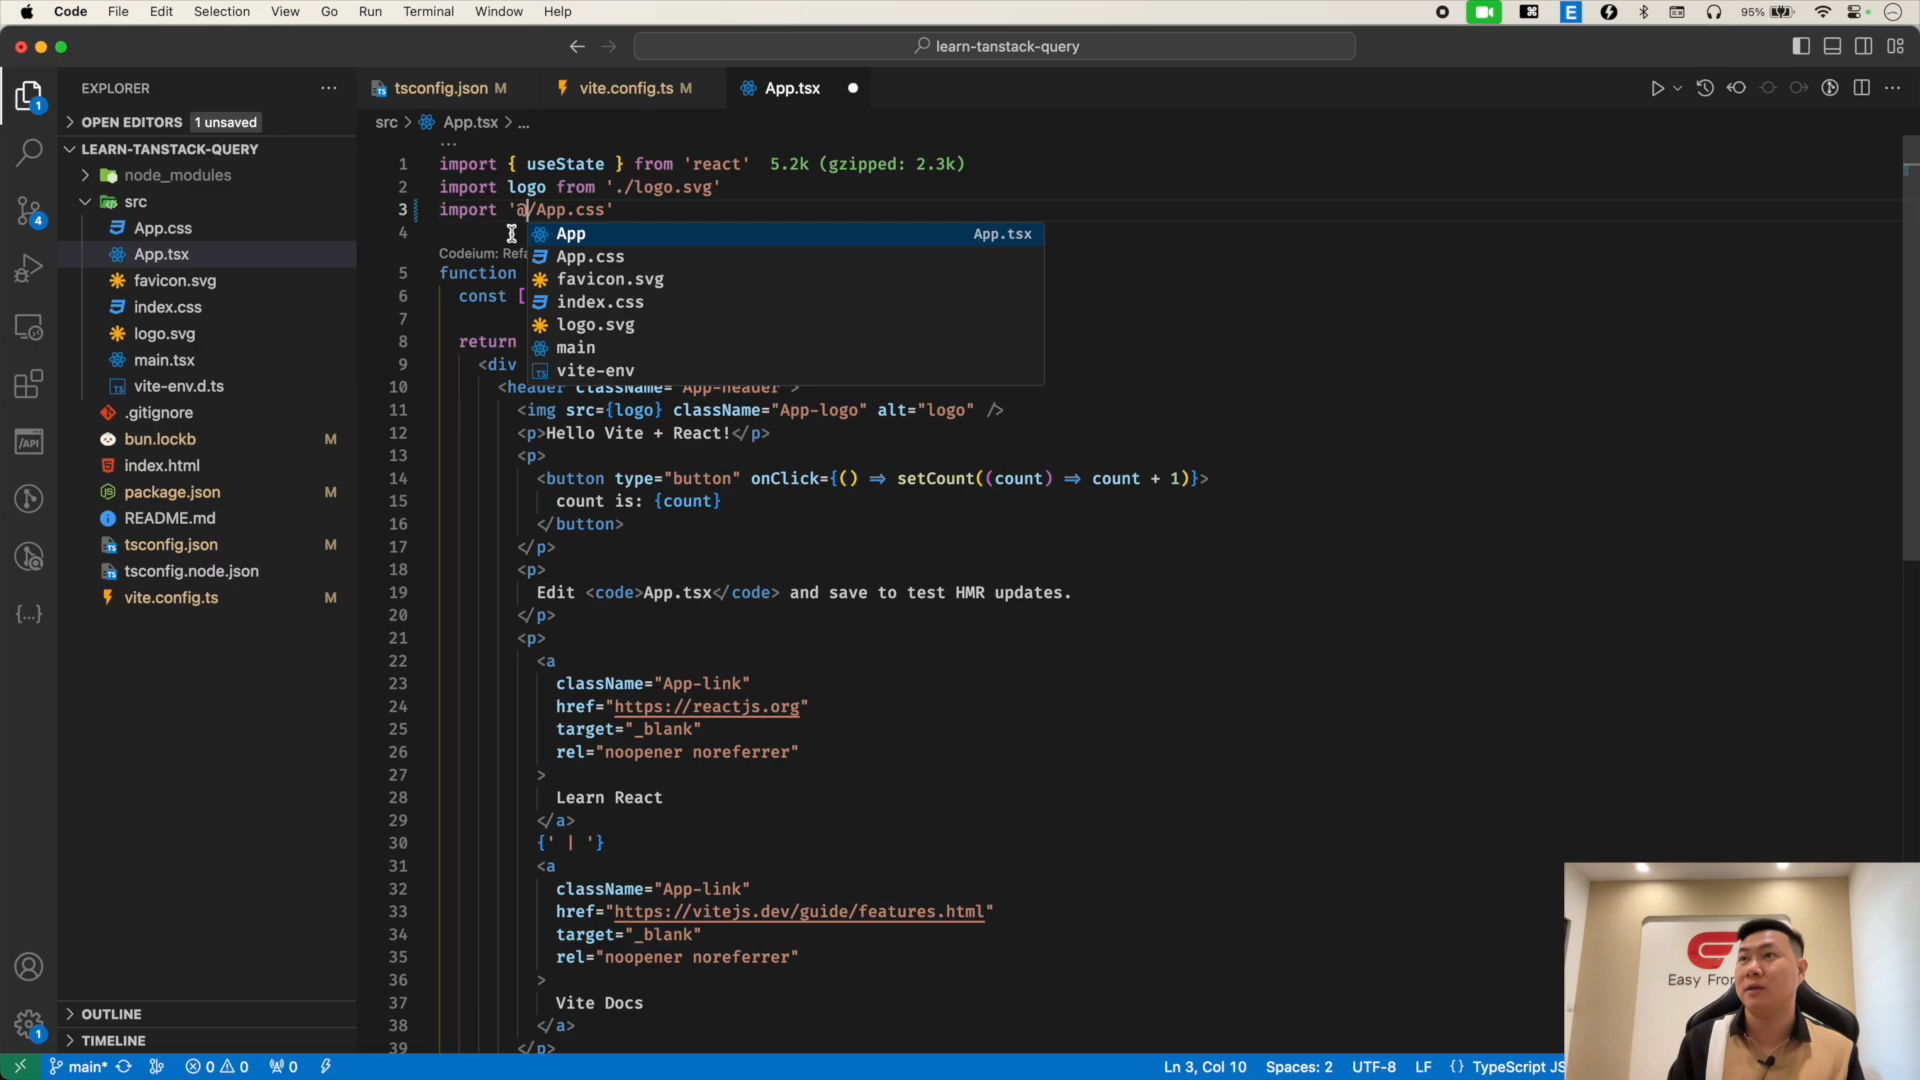 Code File Edit Selection View Go Run Terminal Window Help
E 95%
learn-tanstack-query
EXPLORER
OPEN EDITORS 1 unsaved
LEARN-TANSTACK-QUERY
node_modules
src
App.css
App.tsx
favicon.svg
index.css
logo.svg
main.tsx
vite-env.d.ts
.gitignore
bun.lockb M
index.html
package.json M
README.md
tsconfig.json M
tsconfig.node.json
vite.config.ts M
OUTLINE
TIMELINE
1
4
/API
{...}
1
tsconfig.json M vite.config.ts M App.tsx
src > App.tsx > ...
1 import { useState } from 'react' 5.2k (gzipped: 2.3k)
2 import logo from './logo.svg'
3 import '@/App.css'
4
App App.tsx
App.css
favicon.svg
index.css
logo.svg
main
vite-env
Codeium: Refa
5 function
6 const [
7
8 return
9 <div
10 <header className="App-header">
11 <img src={logo} className="App-logo" alt="logo" />
12 <p>Hello Vite + React!</p>
13 <p>
14 <button type="button" onClick={() => setCount((count) => count + 1)}>
15 count is: {count}
16 </button>
17 </p>
18 <p>
19 Edit <code>App.tsx</code> and save to test HMR updates.
20 </p>
21 <p>
22 <a
23 className="App-link"
24 href="https://reactjs.org"
25 target="_blank"
26 rel="noopener noreferrer"
27 >
28 Learn React
29 </a>
30 {' | '}
31 <a
32 className="App-link"
33 href="https://vitejs.dev/guide/features.html"
34 target="_blank"
35 rel="noopener noreferrer"
36 >
37 Vite Docs
38 </a>
39 </p>
Easy Fron
main* 0 0 0 Ln 3, Col 10 Spaces: 2 UTF-8 LF {} TypeScript JS